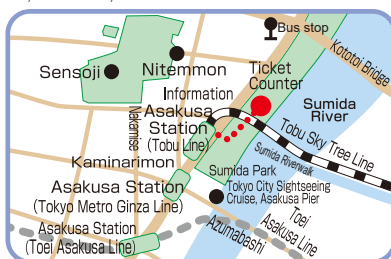 Bus stop
Kototoi Bridge
Sensoji
Nitemmon
Ticket
Counter
Information
Nakamise
Asakusa
Station
(Tobu Line)
Sumida
River
Tobu Sky Tree Line
Sumida Riverwalk
Kaminarimon
Sumida Park
Asakusa Station
(Tokyo Metro Ginza Line)
Tokyo City Sightseeing
Cruise, Asakusa Pier
Asakusa Station
(Toei Asakusa Line)
Azumabashi
Toei
Asakusa Line